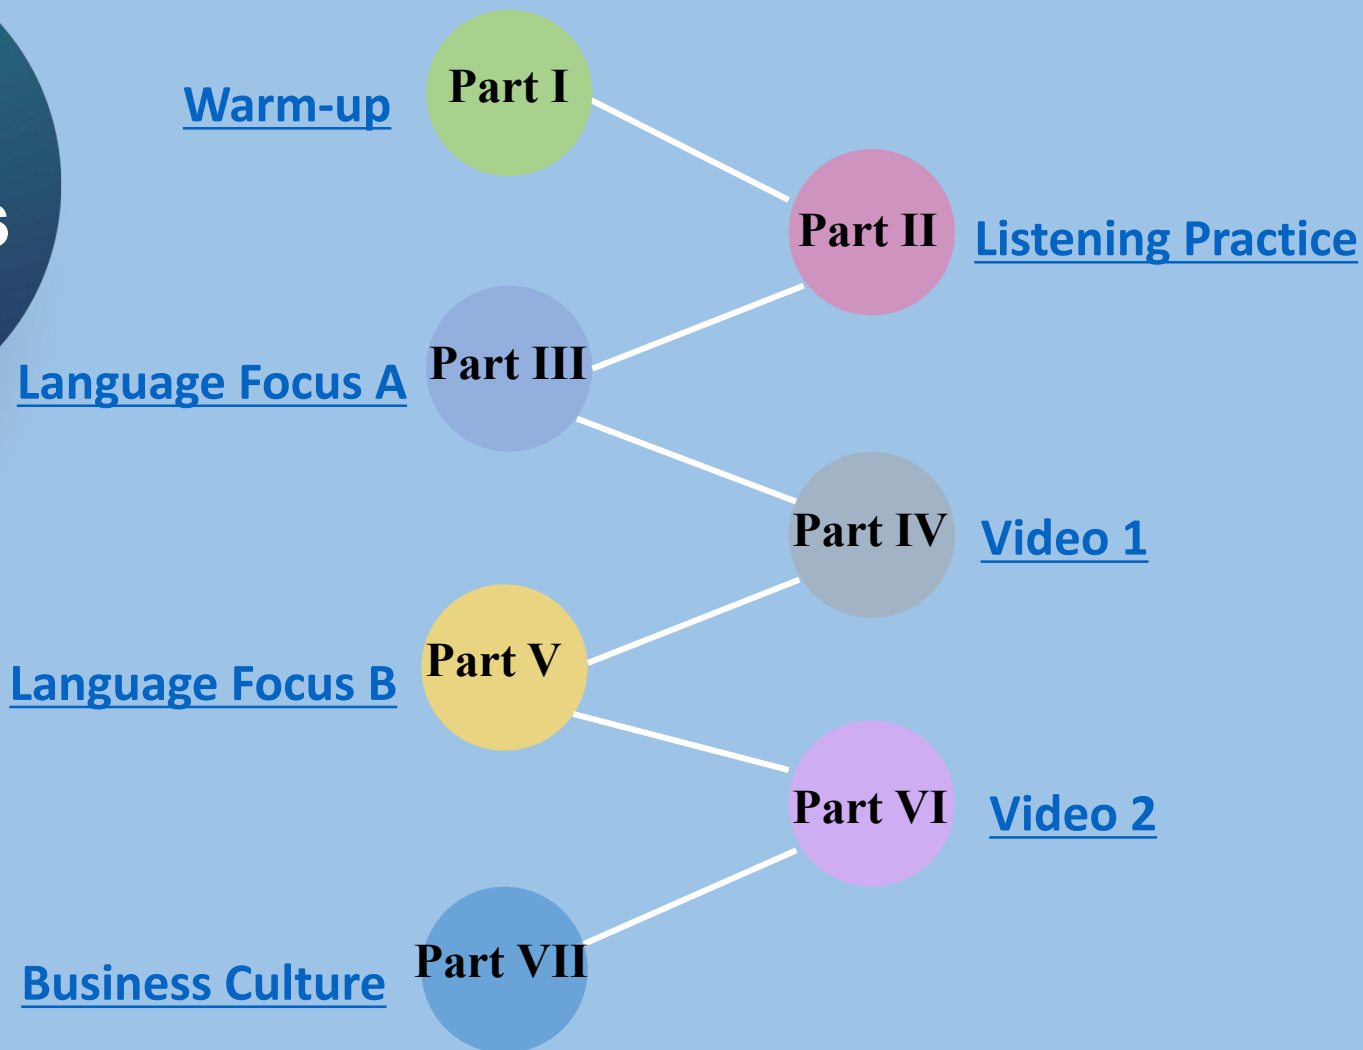 Part I
Warm-up
Part II
Listening Practice
Part III
Language Focus A
Part IV
Video 1
Part V
Language Focus B
Part VI
Video 2
Part VII
Business Culture